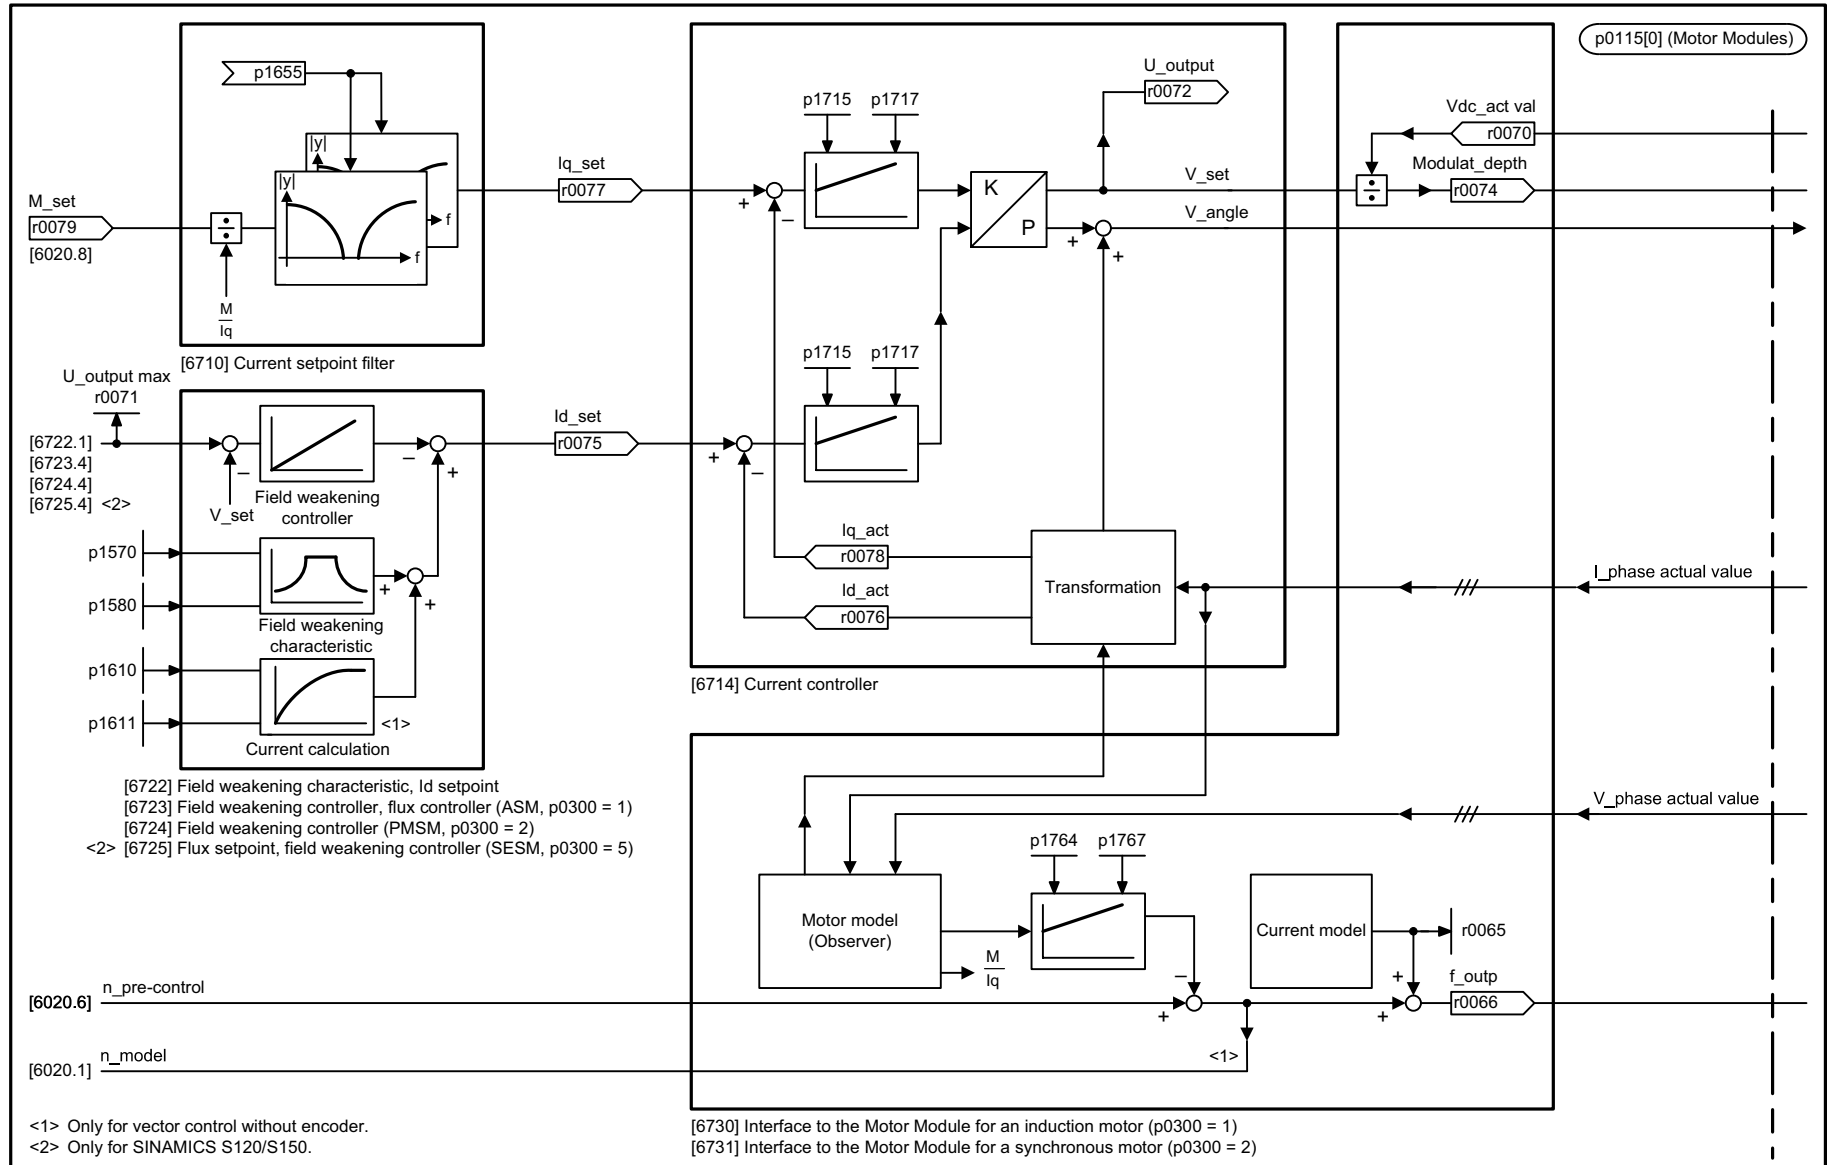 p0115[0] (Motor Modules)
p1655
|y|
f
|y|
f
M_set
r0079
[6020.8]
÷
M
Iq
[6710] Current setpoint filter
Iq_set
r0077
+
–
p1715 p1717
K
P
U_output
r0072
V_set
V_angle
+
+
Vdc_act val
r0070
÷
Modulat_depth
r0074
U_output max
r0071
[6722.1]
[6723.4]
[6724.4]
[6725.4] <2>
–
V_set
Field weakening
controller
–
+
p1570
p1580
Field weakening
characteristic
+
+
p1610
p1611
<1>
Current calculation
[6722] Field weakening characteristic, Id setpoint
[6723] Field weakening controller, flux controller (ASM, p0300 = 1)
[6724] Field weakening controller (PMSM, p0300 = 2)
<2> [6725] Flux setpoint, field weakening controller (SESM, p0300 = 5)
Id_set
r0075
+
–
p1715 p1717
Iq_act
r0078
Id_act
r0076
Transformation
I_phase actual value
[6714] Current controller
V_phase actual value
p1764 p1767
Motor model
(Observer)
M
Iq
Current model
r0065
–
+
+
+
f_outp
r0066
[6020.6] n_pre-control
[6020.1] n_model
<1>
<1> Only for vector control without encoder.
<2> Only for SINAMICS S120/S150.
[6730] Interface to the Motor Module for an induction motor (p0300 = 1)
[6731] Interface to the Motor Module for a synchronous motor (p0300 = 2)